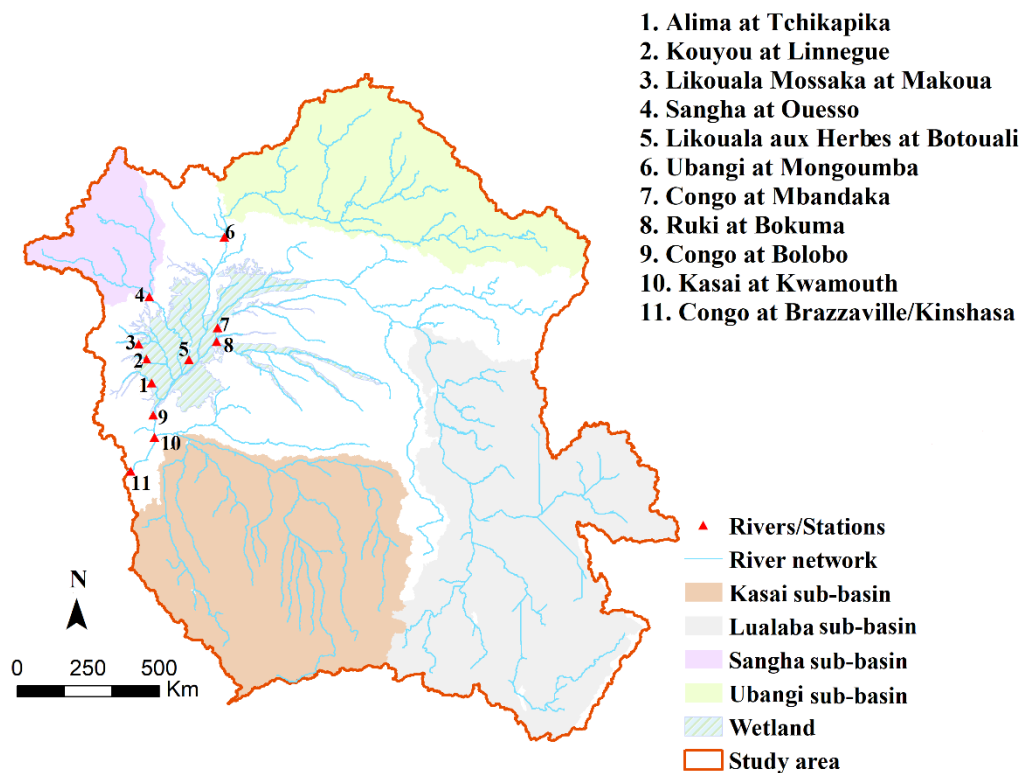 1. Alima at Tchikapika
2. Kouyou at Linnegue
3. Likouala Mossaka at Makoua
4. Sangha at Ouesso
5. Likouala aux Herbes at Botouali
6. Ubangi at Mongoumba
7. Congo at Mbandaka
8. Ruki at Bokuma
9. Congo at Bolobo
10. Kasai at Kwamouth
11. Congo at Brazzaville/Kinshasa
6
4
7
3
8
2
5
1
9
10
11
N
0 250 500
Km
Rivers/Stations
River network
Kasai sub-basin
Lualaba sub-basin
Sangha sub-basin
Ubangi sub-basin
Wetland
Study area